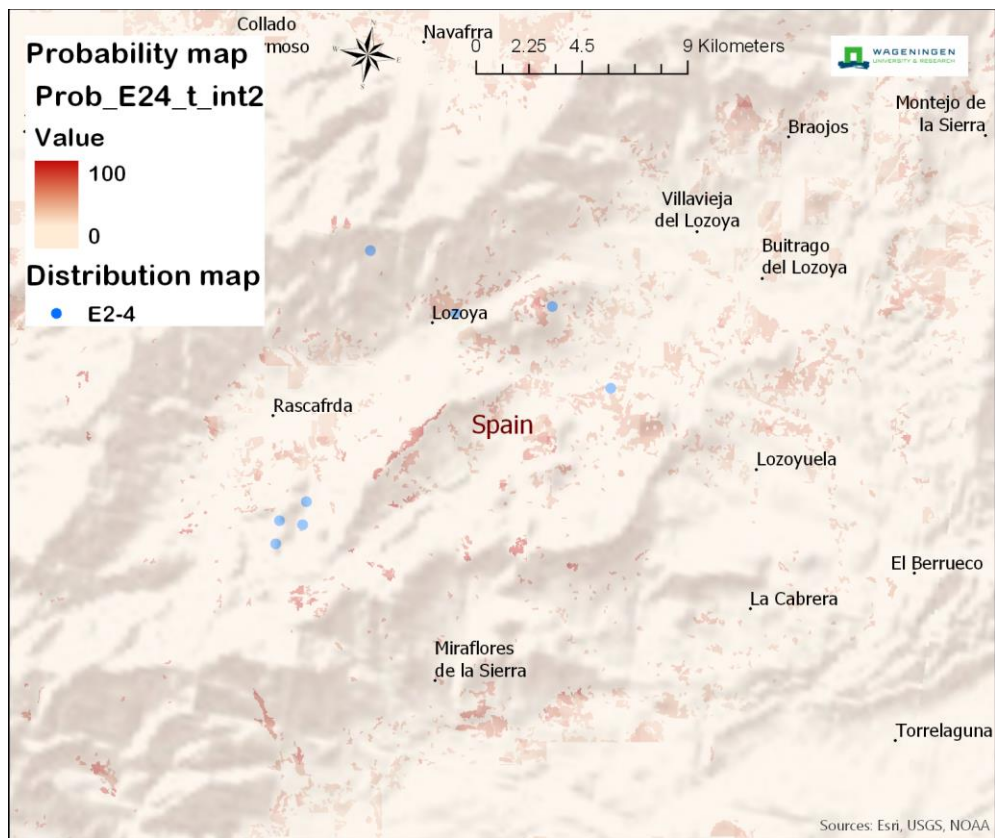 Collado
rmoso
Navafrra
0 2.25 4.5 9 Kilometers
N
W
E
S
WAGENINGEN
UNIVERSITY & RESEARCH
Probability map
Prob_E24_t_int2
Value
100
0
Distribution map
E2-4
Montejo de
la Sierra
Braojos
Villavieja
del Lozoya
Buitrago
del Lozoya
Lozoya
Rascafrda
Spain
Lozoyuela
El Berrueco
La Cabrera
Miraflores
de la Sierra
Torrelaguna
Sources: Esri, USGS, NOAA